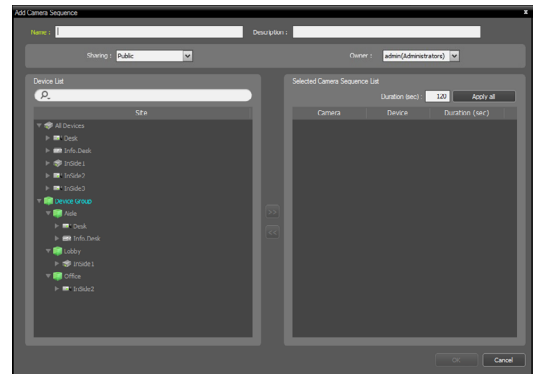 Add Camera Sequence x
Name : Description :
Sharing : Public Owner : admin(Administrators)
Device List
Site
All Devices
Desk
Info.Desk
InSide1
InSide2
InSide3
Device Group
Aisle
Desk
Info.Desk
Lobby
InSide1
Office
InSide2
>>
<<
Selected Camera Sequence List
Duration (sec) : 120 Apply all
Camera Device Duration (sec)
OK Cancel